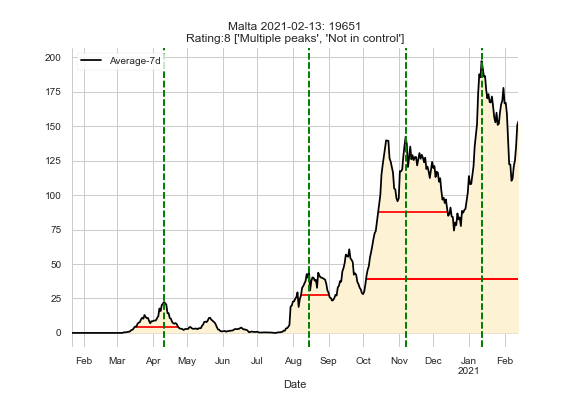 Malta 2021-02-13: 19651
Rating:8 ['Multiple peaks', 'Not in control']
Average-7d
200
175
150
125
100
75
50
25
0
Feb Mar Apr May Jun Jul Aug Sep Oct Nov Dec Jan Feb
2021
Date